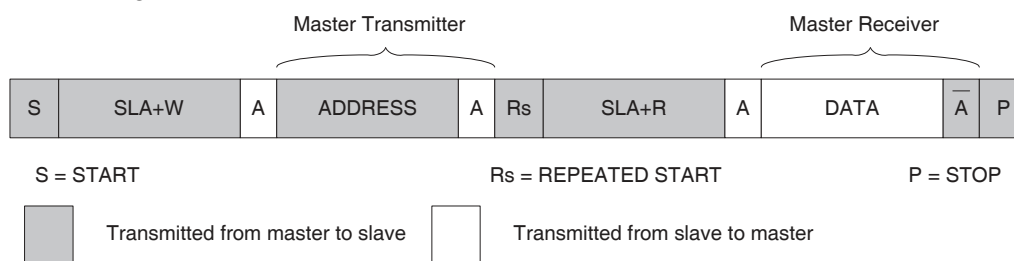 Master Transmitter Master Receiver
S SLA+W A ADDRESS A Rs SLA+R A DATA A̅ P
S = START Rs = REPEATED START P = STOP
Transmitted from master to slave Transmitted from slave to master